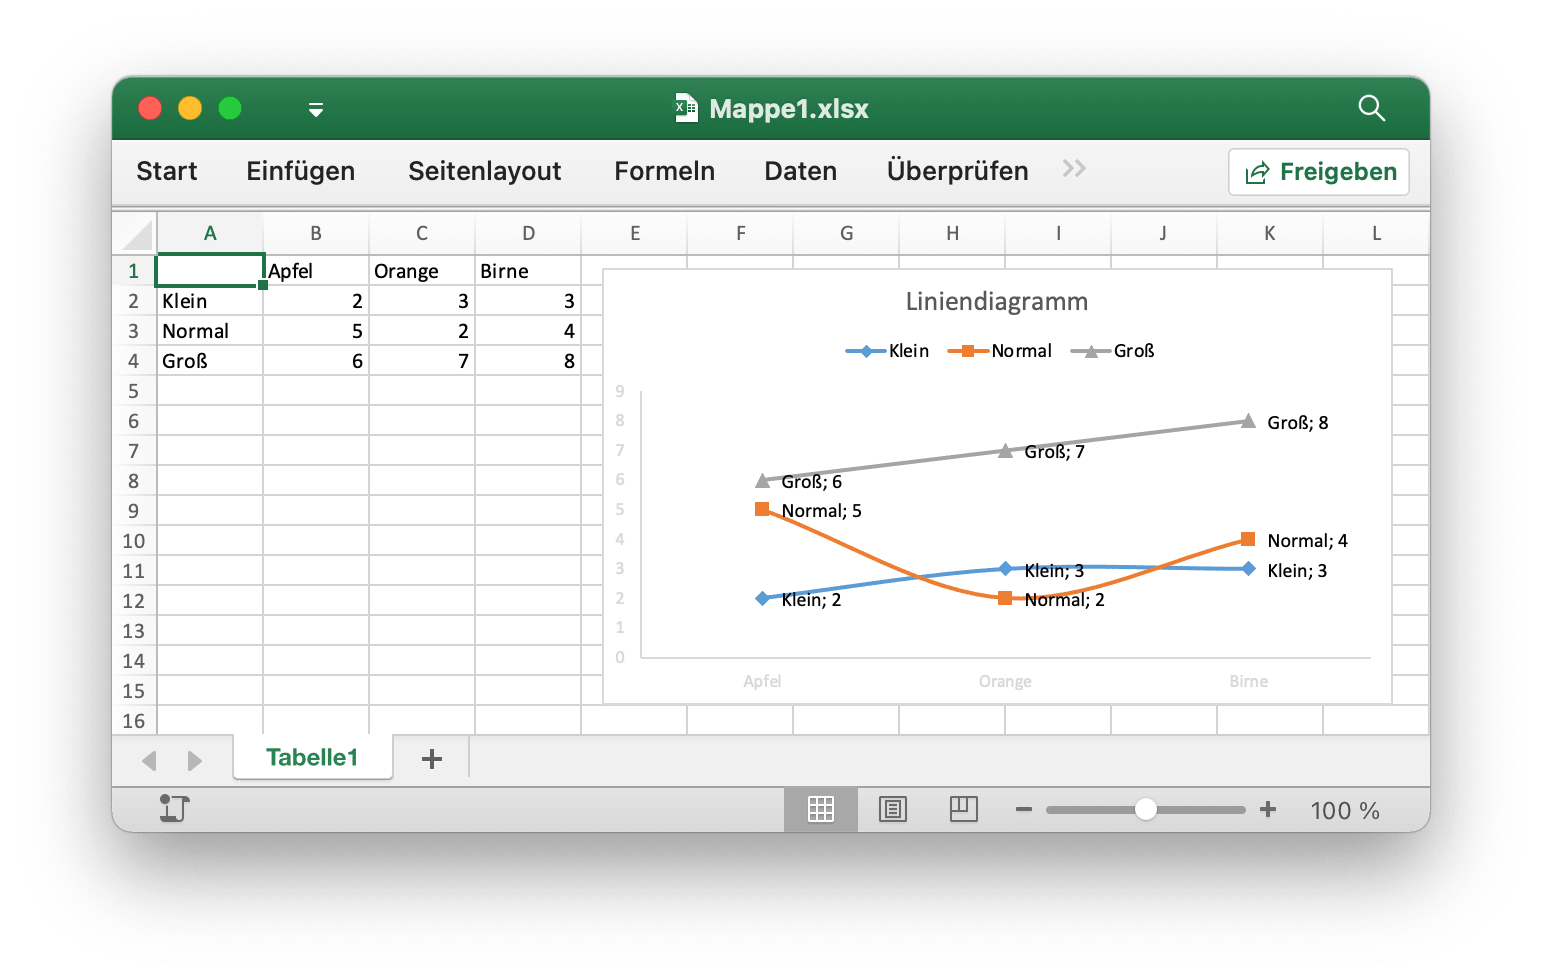 Mappe1.xlsx
Start Einfügen Seitenlayout Formeln Daten Überprüfen Freigeben
A B C D E F G H I J K L
1 Apfel Orange Birne
2 Klein 2 3 3
3 Normal 5 2 4
4 Groß 6 7 8
5
6
7
8
9
10
11
12
13
14
15
16
Liniendiagramm
Klein Normal Groß
9
8 Groß; 8
7 Groß; 7
6 Groß; 6
5 Normal; 5
4 Normal; 4
3 Klein; 3 Klein; 3
2 Klein; 2 Normal; 2
1
0
Apfel Orange Birne
Tabelle1
100 %